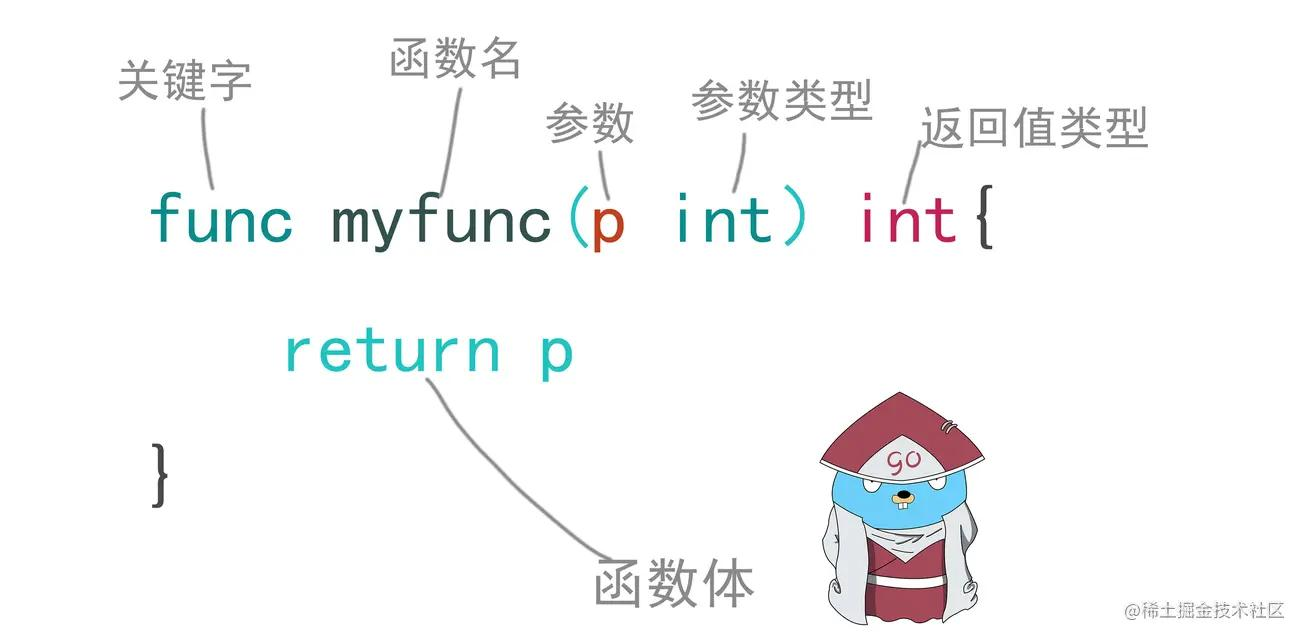 关键字 函数名 参数 参数类型 返回值类型
func myfunc(p int) int{
return p
}
GO
函数体
@稀土掘金技术社区